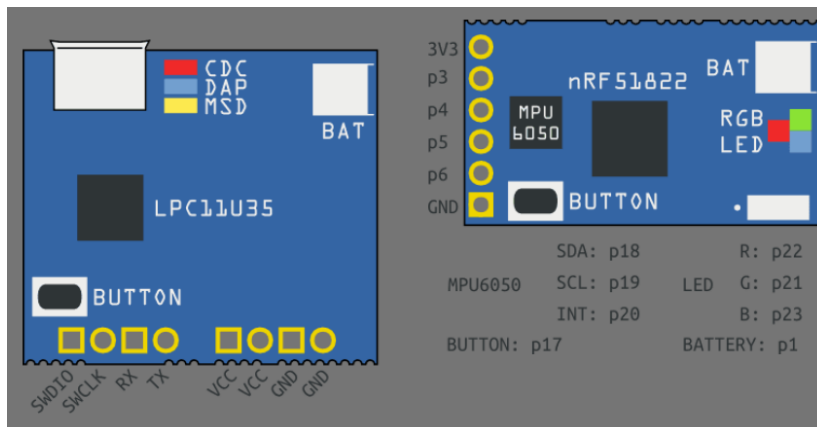 CDC
DAP
MSD
BAT
LPC11U35
BUTTON
SWDIO
SWCLK
RX
TX
VCC
VCC
GND
GND
3V3
p3
p4
p5
p6
GND
nRF51822
BAT
MPU
6050
RGB
LED
BUTTON
MPU6050
SDA: p18
SCL: p19
INT: p20
LED
R: p22
G: p21
B: p23
BUTTON: p17
BATTERY: p1